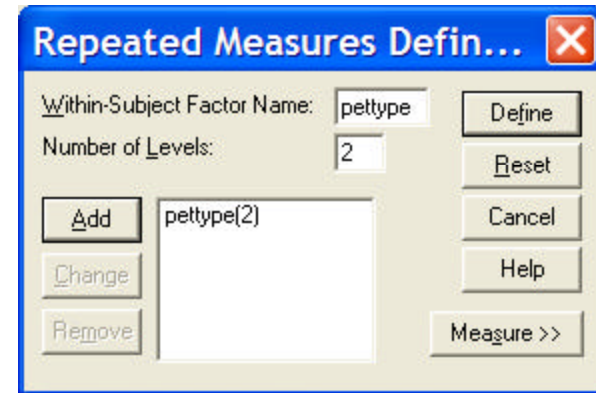 Repeated Measures Defin...
Within-Subject Factor Name: pettype
Define
Number of Levels: 2
Reset
Add
pettype(2)
Cancel
Change
Help
Remove
Measure >>